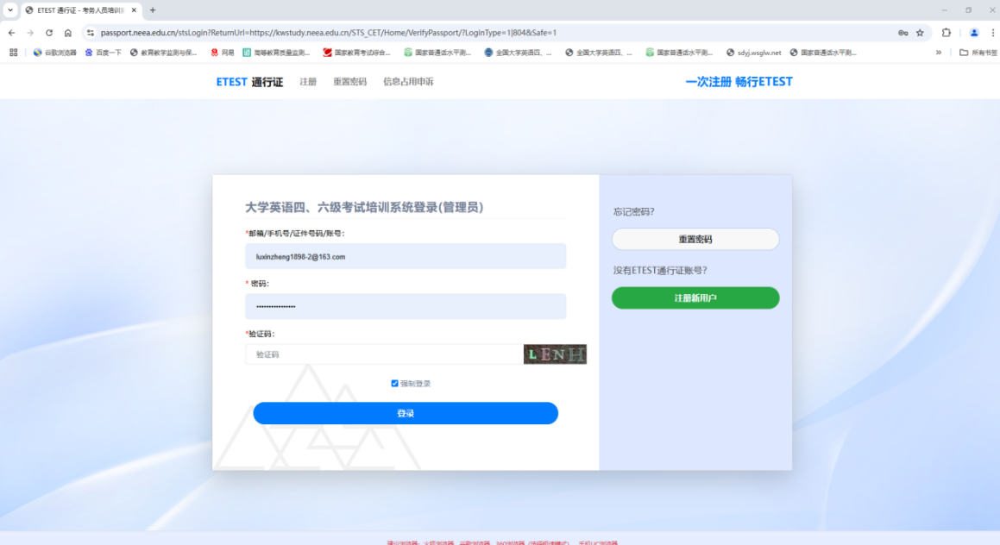 ETEST 通行证 - 考务人员培训
passport.neea.edu.cn/stsLogin?ReturnUrl=https://kwstudy.neea.edu.cn/STS_CET/Home/VerifyPassport/?LoginType=1|804&Safe=1
谷歌浏览器 百度一下 教育教学监测与保... 网易 高等教育质量监测... 国家教育考试综合... 国家普通话水平测... 全国大学英语四、... 全国大学英语四、... 国家普通话水平测... sdyj.wsglw.net 国家普通话水平测... » 所有书签
ETEST 通行证 注册 重置密码 信息占用申诉 一次注册 畅行ETEST
大学英语四、六级考试培训系统登录(管理员)
*邮箱/手机号/证件号码/账号:
luxinzheng1898-2@163.com
* 密码:
*验证码:
验证码 LENH
强制登录
登录
忘记密码?
重置密码
没有ETEST通行证账号?
注册新用户
建议浏览器: 火狐浏览器、谷歌浏览器、360浏览器 (请使用极速模式)、手机UC浏览器